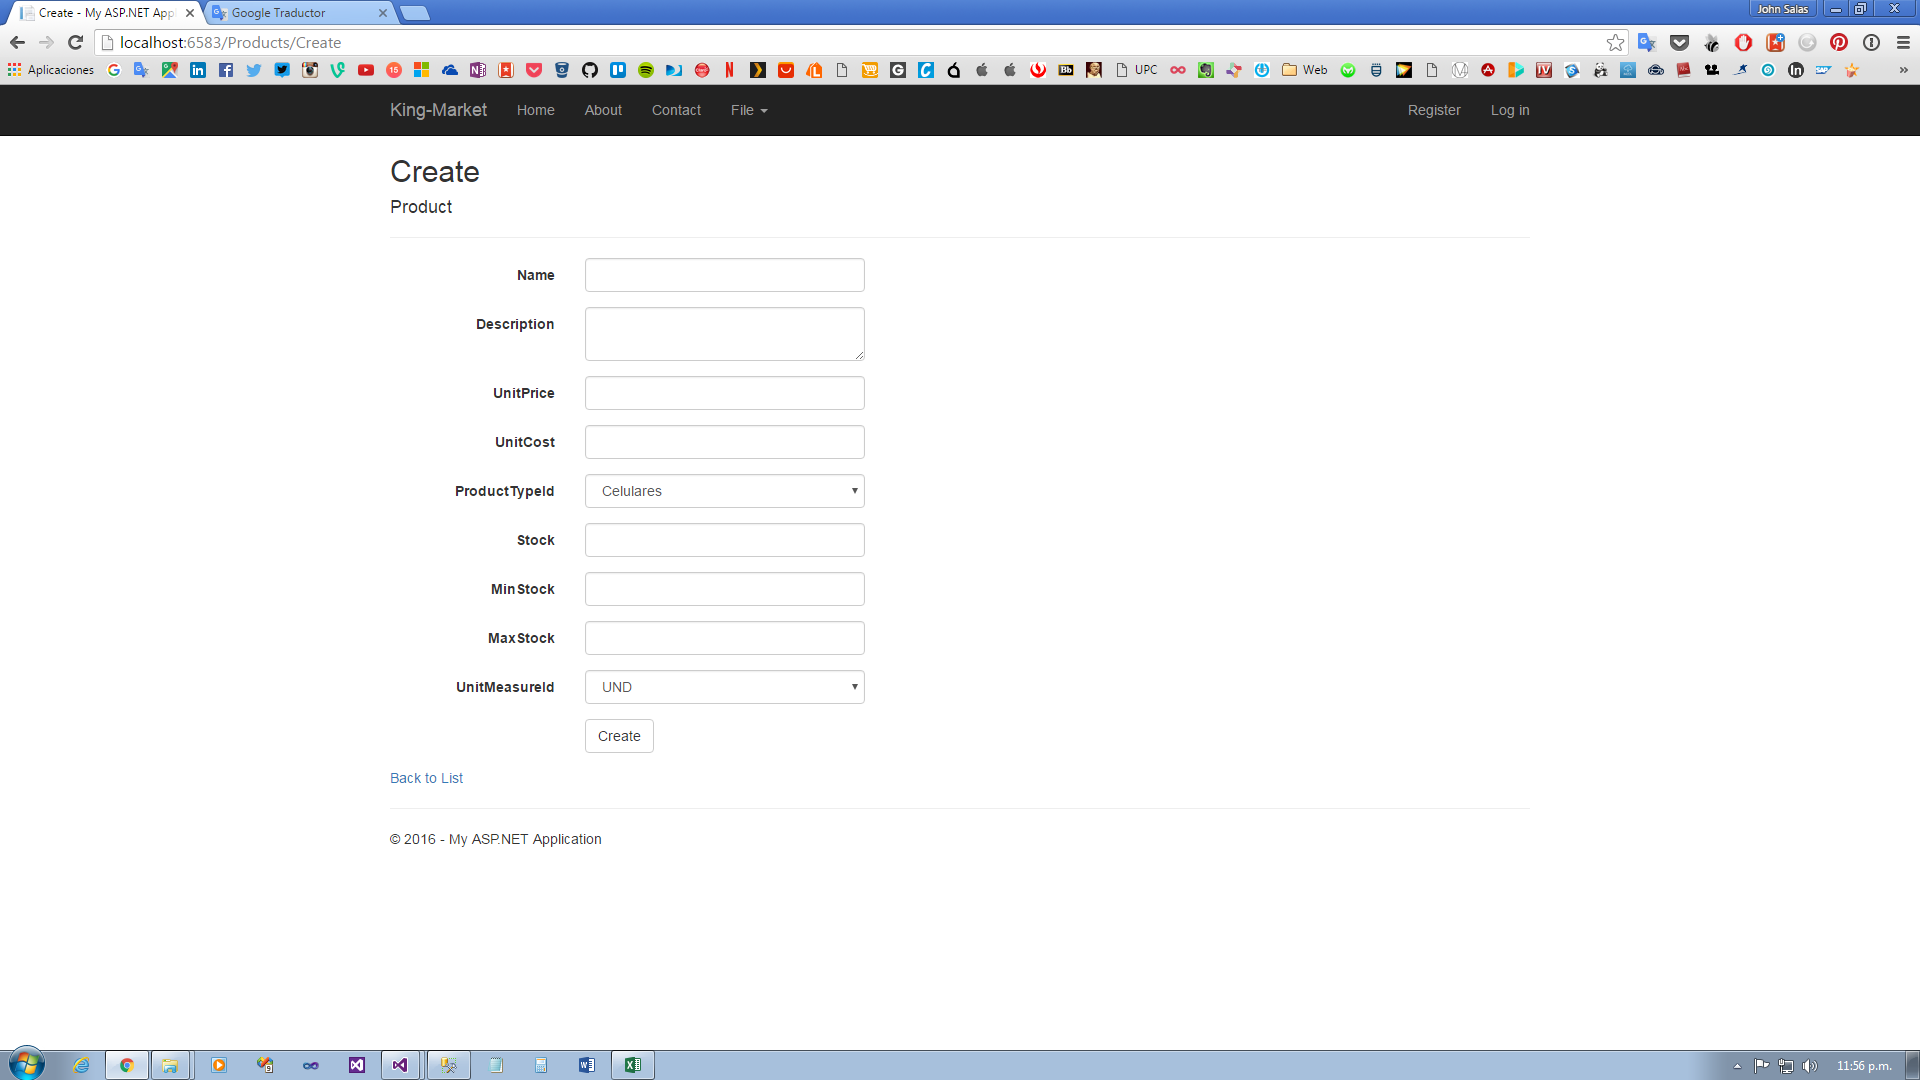 Create - My ASP.NET App
Google Traductor
John Salas
localhost:6583/Products/Create
Aplicaciones
UPC
Web
King-Market
Home
About
Contact
File
Register
Log in
Create
Product
Name
Description
UnitPrice
UnitCost
ProductTypeId
Celulares
Stock
MinStock
MaxStock
UnitMeasureId
UND
Create
Back to List
© 2016 - My ASP.NET Application
11:56 p.m.